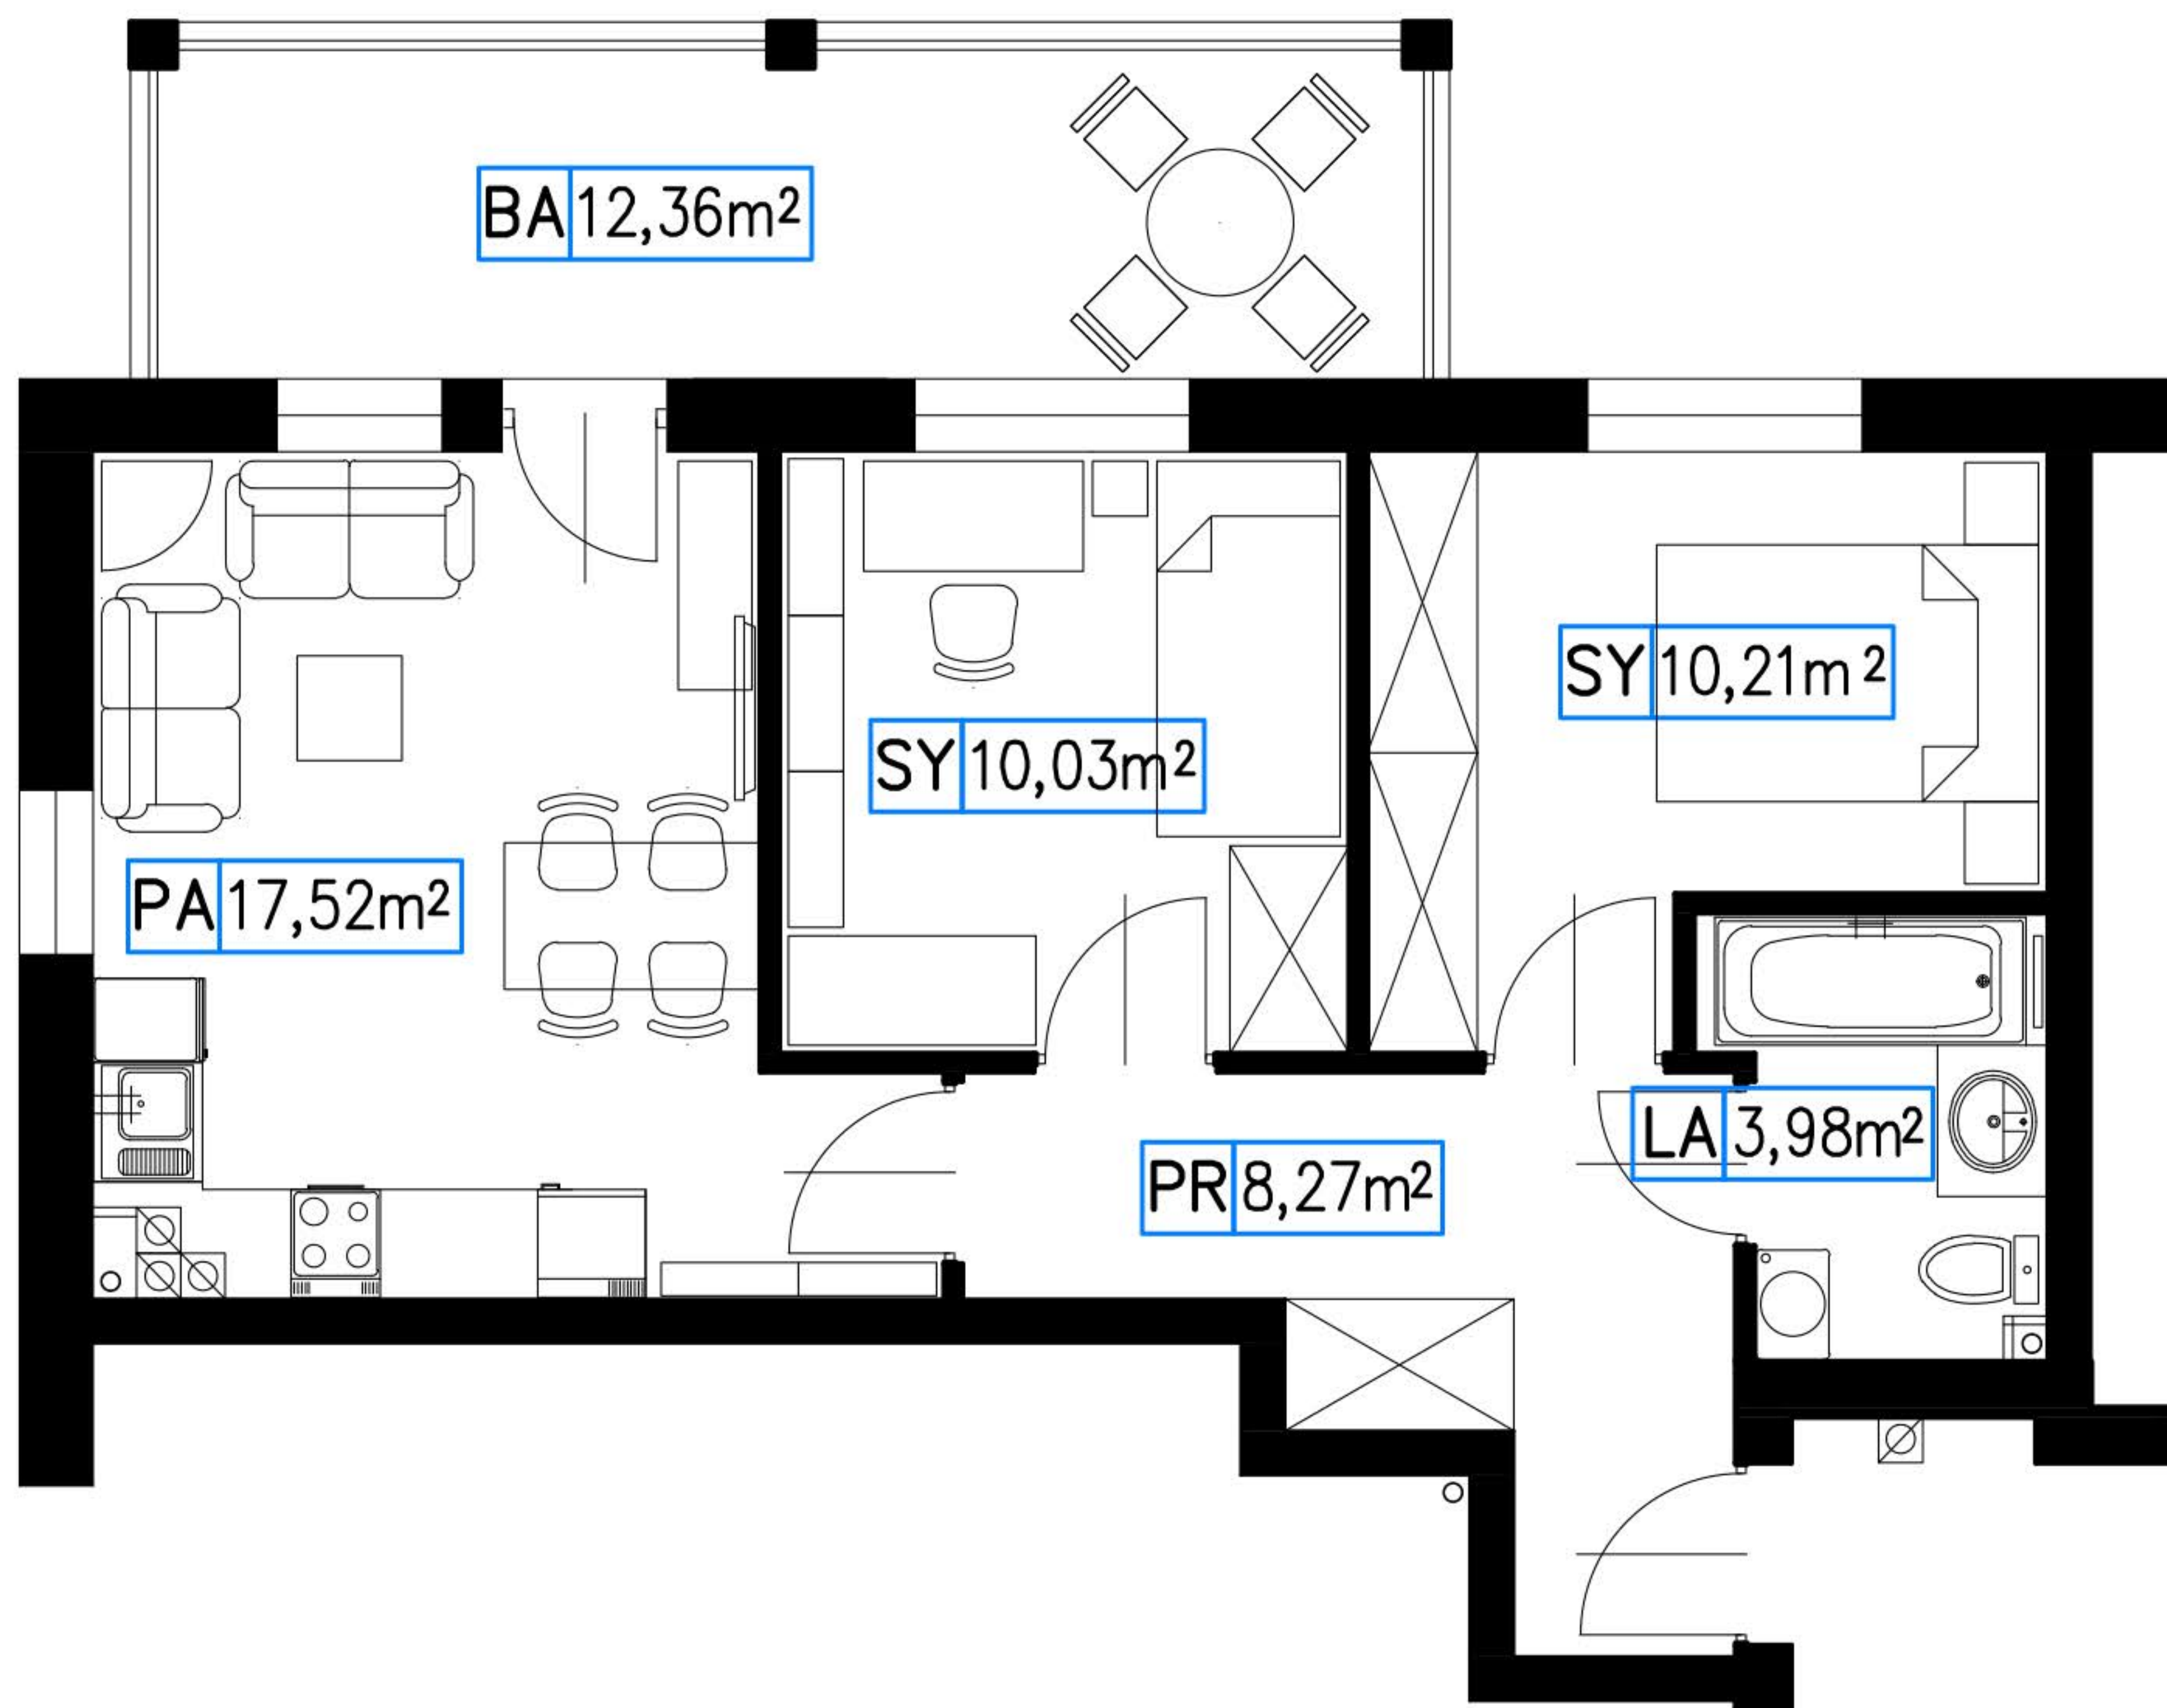 BA 12,36m²
SY 10,21m²
SY 10,03m²
PA 17,52m²
LA 3,98m²
PR 8,27m²